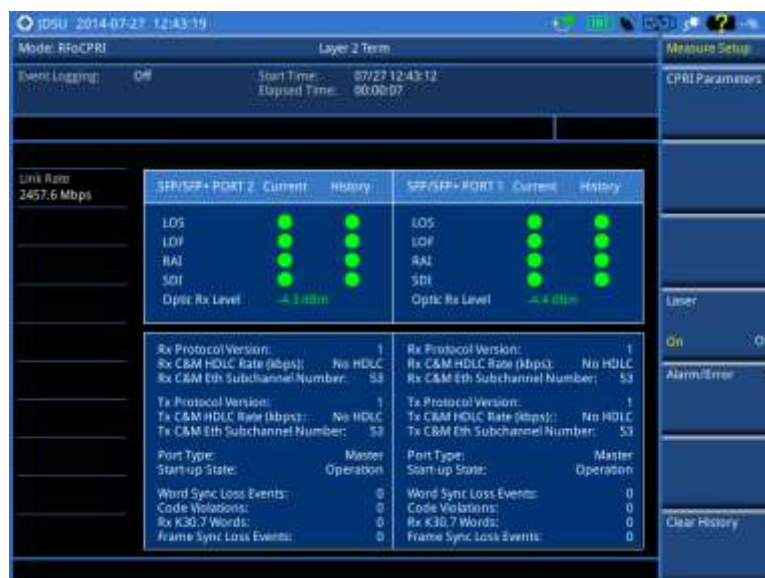 JDSU 2014-07-27 12:43:19
Mode: RFoCPRI Layer 2 Term Measure Setup
Event Logging: Off Start Time: 07/27 12:43:12
Elapsed Time: 00:00:07
CPRI Parameters
Link Rate
2457.6 Mbps
SFP/SFP+ PORT 2 Current History
LOS
LOF
RAI
SDI
Optic Rx Level -4.3 dBm
SFP/SFP+ PORT 1 Current History
LOS
LOF
RAI
SDI
Optic Rx Level -4.4 dBm
Rx Protocol Version: 1
Rx C&M HDLC Rate (kbps): No HDLC
Rx C&M Eth Subchannel Number: 53
Tx Protocol Version: 1
Tx C&M HDLC Rate (kbps):: No HDLC
Tx C&M Eth Subchannel Number: 53
Port Type: Master
Start-up State: Operation
Word Sync Loss Events: 0
Code Violations: 0
Rx K30.7 Words: 0
Frame Sync Loss Events: 0
Rx Protocol Version: 1
Rx C&M HDLC Rate (kbps): No HDLC
Rx C&M Eth Subchannel Number: 53
Tx Protocol Version: 1
Tx C&M HDLC Rate (kbps):: No HDLC
Tx C&M Eth Subchannel Number: 53
Port Type: Master
Start-up State: Operation
Word Sync Loss Events: 0
Code Violations: 0
Rx K30.7 Words: 0
Frame Sync Loss Events: 0
Laser
On O
Alarm/Error
Clear History